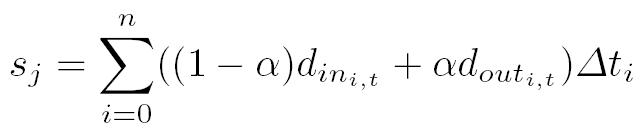 $s_j = \sum_{i=0}^{n} ((1 - \alpha) d_{in_{i,t}} + \alpha d_{out_{i,t}}) \Delta t_i$